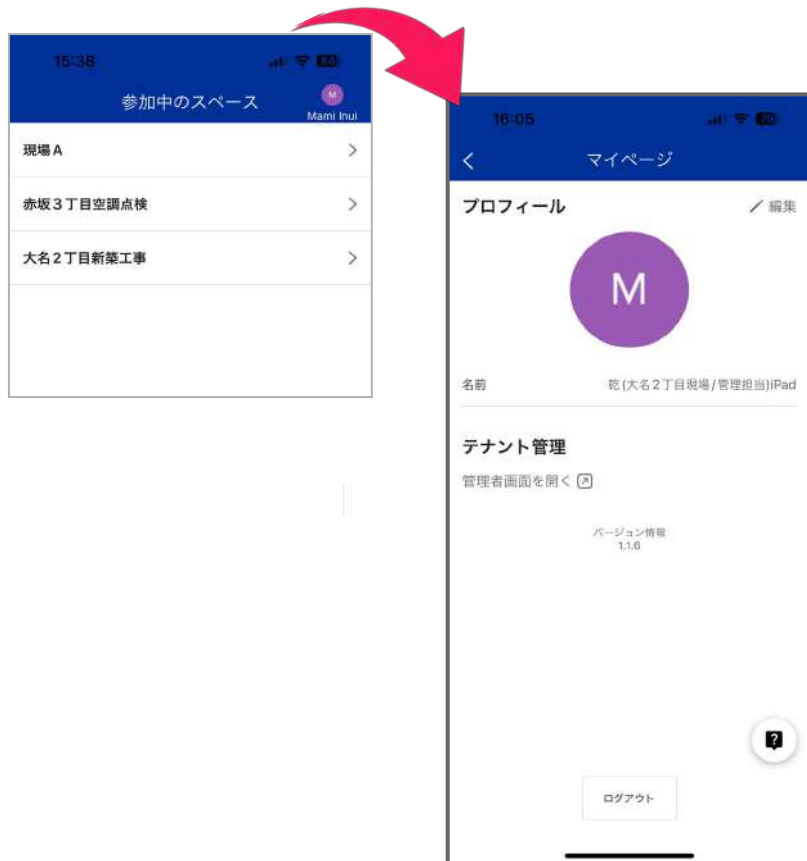 15:38
64
参加中のスペース
M
Mami Inui
現場A
赤坂3丁目空調点検
大名2丁目新築工事
16:05
70
マイページ
プロフィール
編集
M
名前
乾(大名2丁目現場/管理担当)iPad
テナント管理
管理者画面を開く
バージョン情報
1.1.6
?
ログアウト